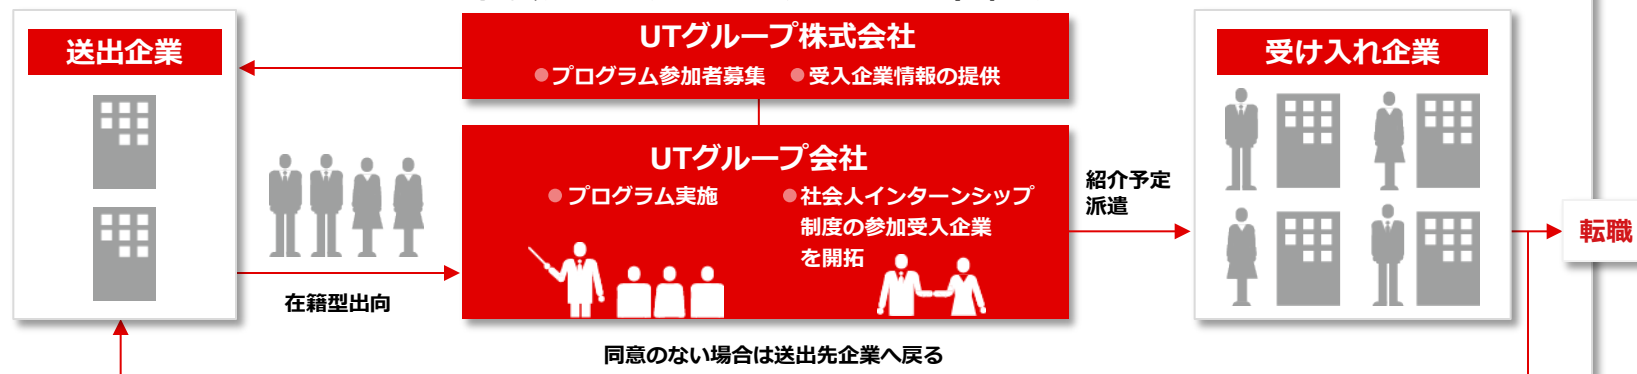 送出企業
UTグループ株式会社
●プログラム参加者募集 ●受入企業情報の提供
UTグループ会社
●プログラム実施
●社会人インターンシップ
制度の参加受入企業
を開拓
在籍型出向
紹介予定
派遣
受け入れ企業
転職
同意のない場合は送出先企業へ戻る